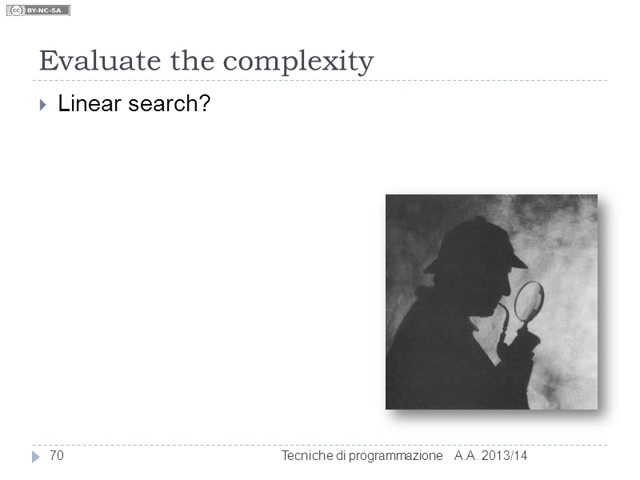 BY-NC-SA
Evaluate the complexity
Linear search?
70 Tecniche di programmazione A.A. 2013/14